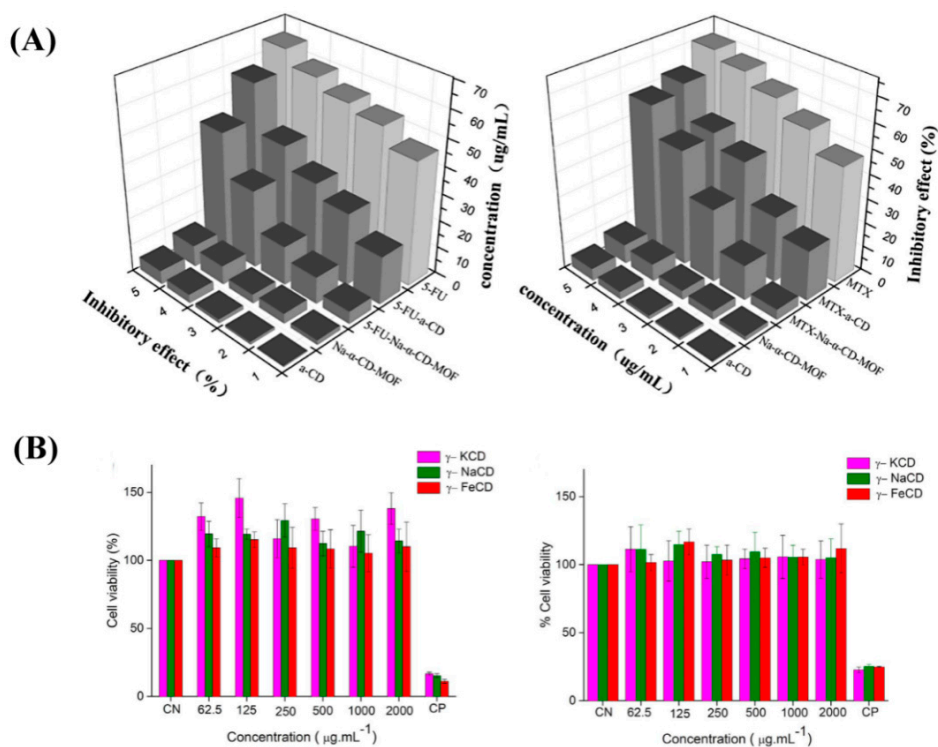 (A)
70
60
50
40
30
20
10
0
concentration (ug/mL)
5-FU
5-FU-a-CD
5-FU-Na-α-CD-MOF
Na-α-CD-MOF
a-CD
5
4
3
2
1
Inhibitory effect (%)
70
60
50
40
30
20
10
0
Inhibitory effect (%)
MTX
MTX-a-CD
MTX-Na-α-CD-MOF
Na-α-CD-MOF
a-CD
5
4
3
2
1
concentration (ug/mL)
(B)
γ- KCD
γ- NaCD
γ- FeCD
150
100
50
0
Cell viability (%)
CN 62.5 125 250 500 1000 2000 CP
Concentration ( µg.mL⁻¹)
γ- KCD
γ- NaCD
γ- FeCD
150
100
50
0
% Cell viability
CN 62.5 125 250 500 1000 2000 CP
Concentration ( µg.mL⁻¹)